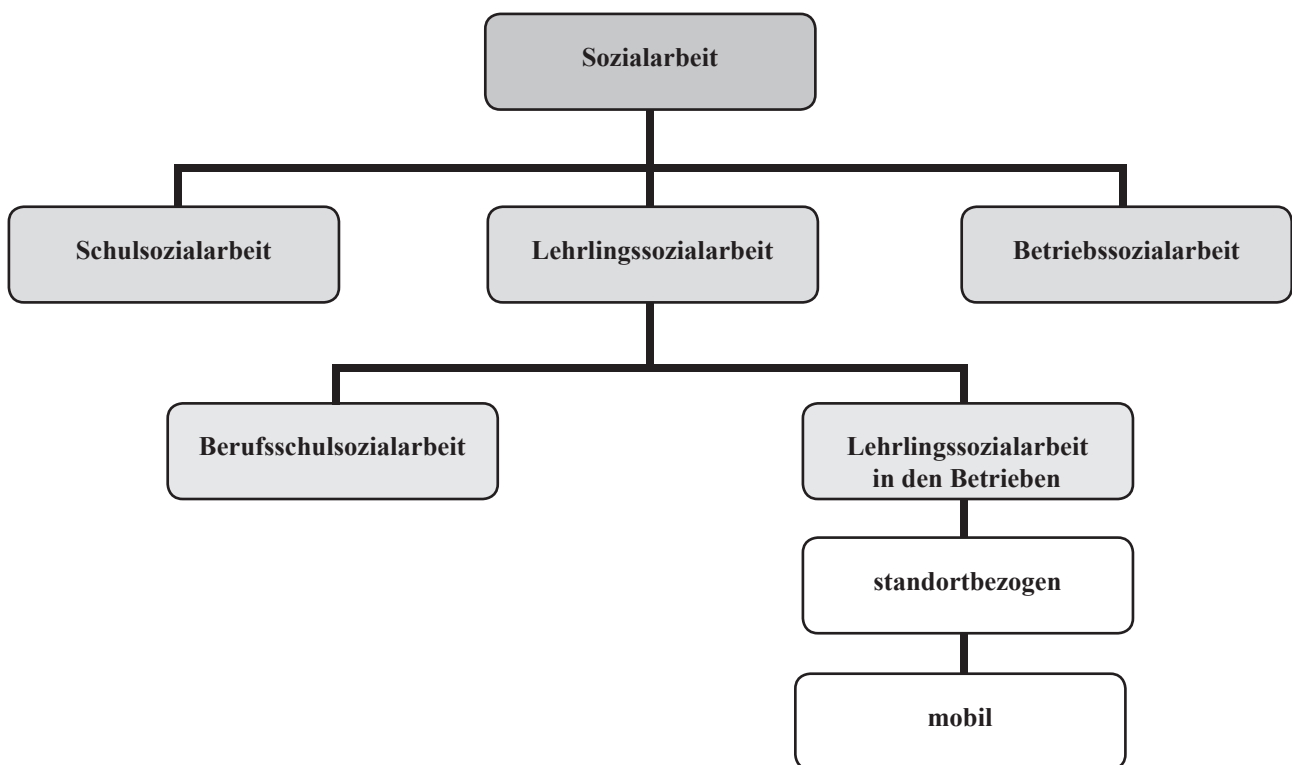 Sozialarbeit
Schulsozialarbeit
Lehrlingssozialarbeit
Betriebssozialarbeit
Berufsschulsozialarbeit
Lehrlingssozialarbeit
in den Betrieben
standortbezogen
mobil